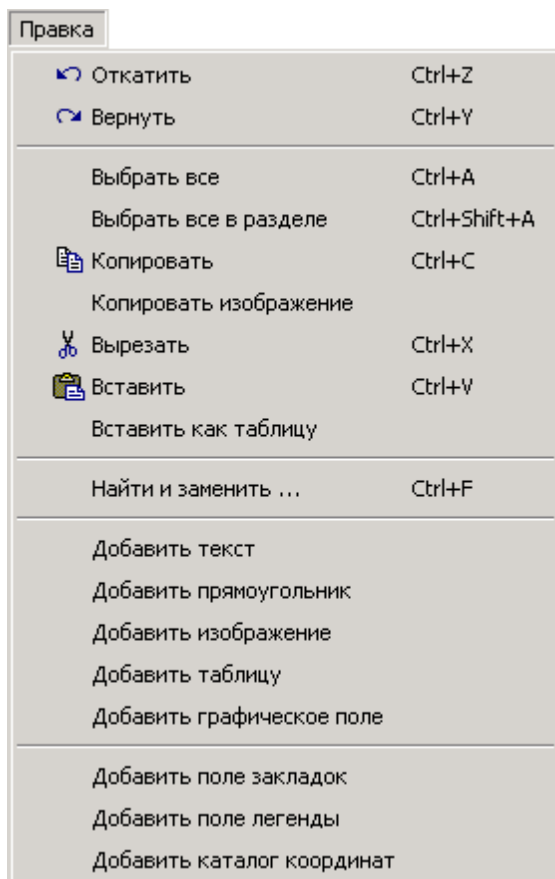 Правка
Откатить Ctrl+Z
Вернуть Ctrl+Y
Выбрать все Ctrl+A
Выбрать все в разделе Ctrl+Shift+A
Копировать Ctrl+C
Копировать изображение
Вырезать Ctrl+X
Вставить Ctrl+V
Вставить как таблицу
Найти и заменить ... Ctrl+F
Добавить текст
Добавить прямоугольник
Добавить изображение
Добавить таблицу
Добавить графическое поле
Добавить поле закладок
Добавить поле легенды
Добавить каталог координат